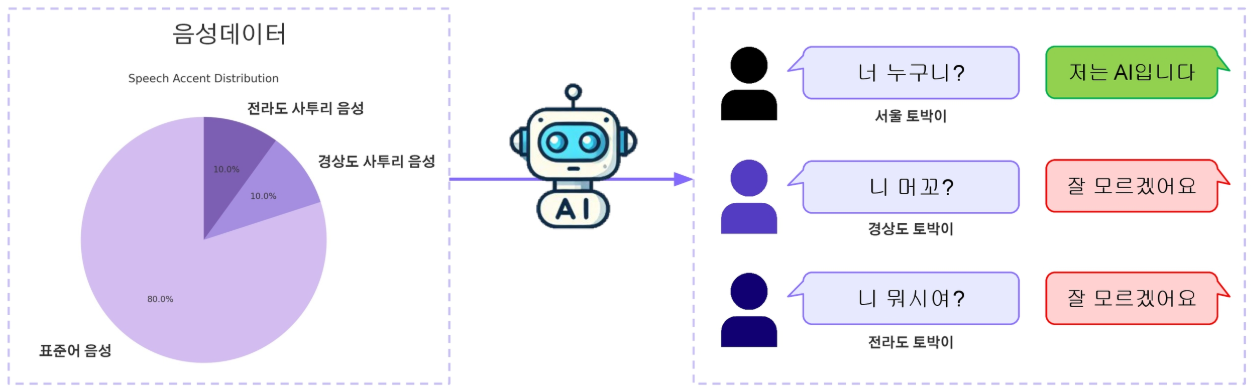 음성데이터
Speech Accent Distribution
전라도 사투리 음성
경상도 사투리 음성
10.0%
10.0%
80.0%
표준어 음성
AI
너 누구니?
저는 AI입니다
서울 토박이
니 머꼬?
잘 모르겠어요
경상도 토박이
니 뭐시여?
잘 모르겠어요
전라도 토박이